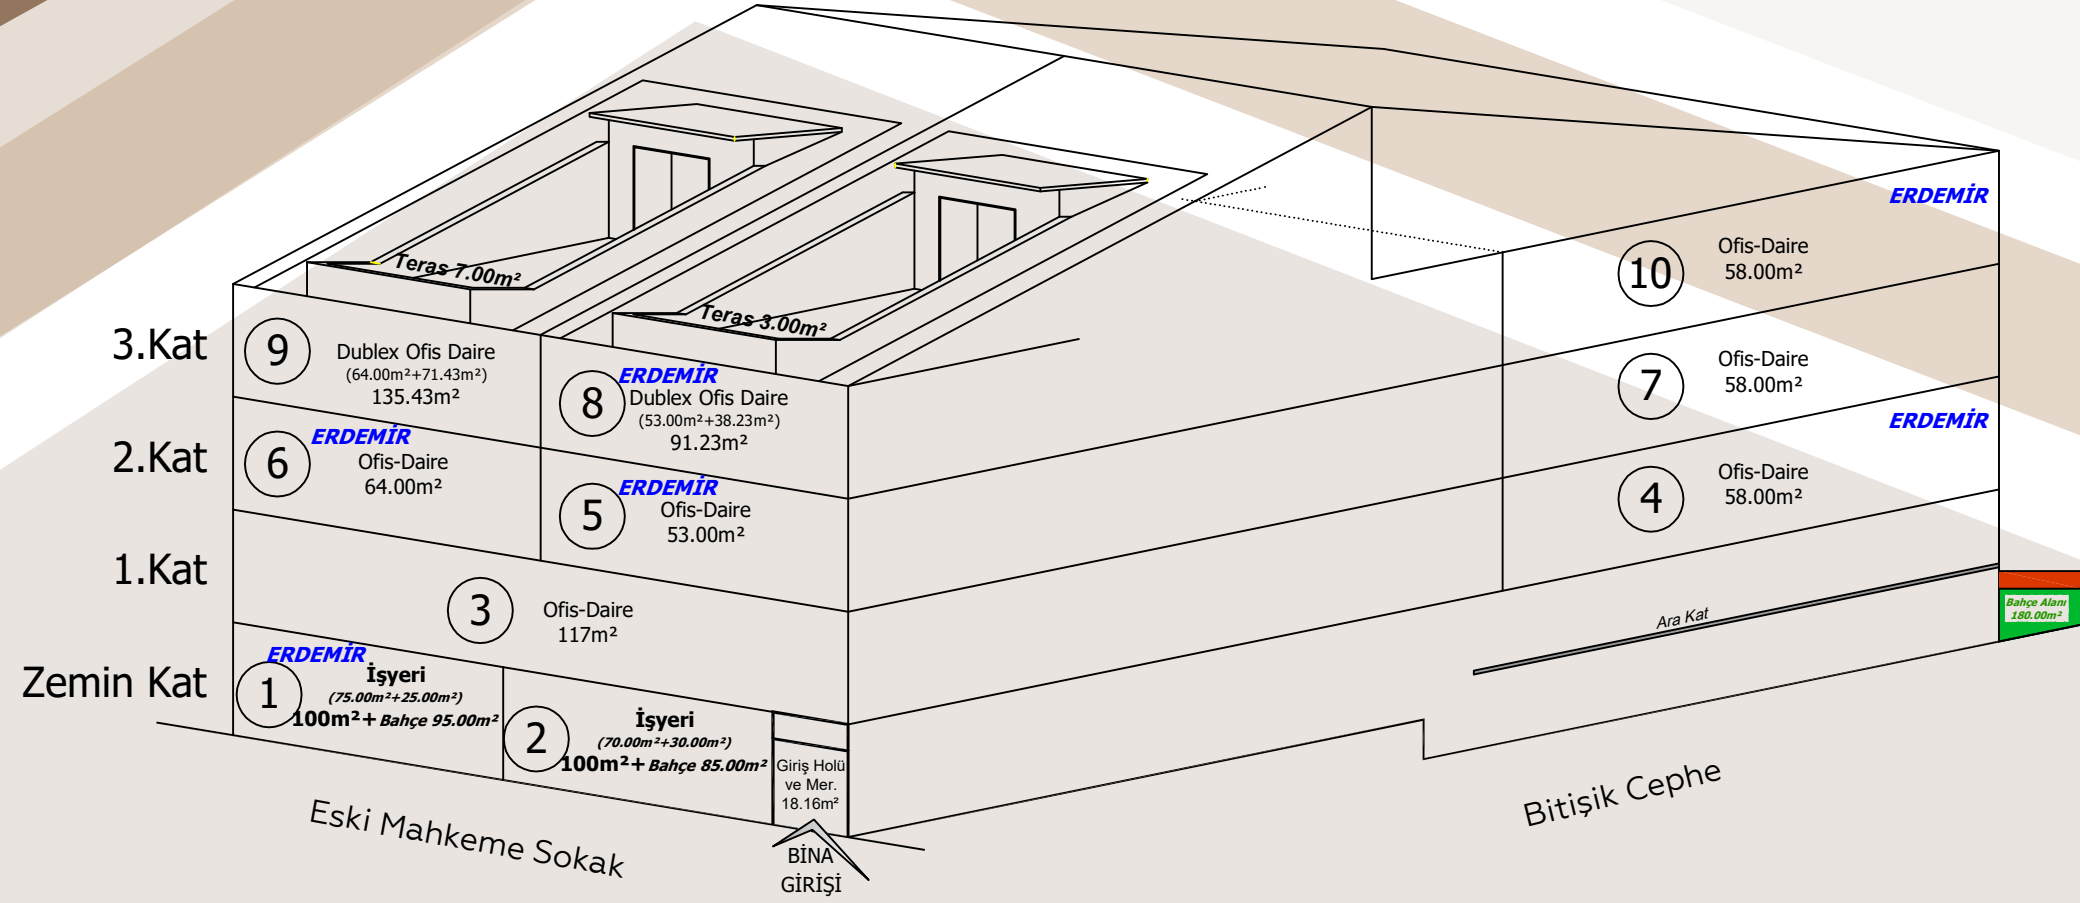 ERDEMİR
10
Ofis-Daire
58.00m²
Teras 7.00m²
Teras 3.00m²
3.Kat
9
Dublex Ofis Daire
(64.00m²+71.43m²)
135.43m²
ERDEMİR
8
Dublex Ofis Daire
(53.00m²+38.23m²)
91.23m²
7
Ofis-Daire
58.00m²
2.Kat
ERDEMİR
6
Ofis-Daire
64.00m²
ERDEMİR
5
Ofis-Daire
53.00m²
ERDEMİR
4
Ofis-Daire
58.00m²
1.Kat
3
Ofis-Daire
117m²
Ara Kat
Bahçe Alanı
180.00m²
Zemin Kat
ERDEMİR
1
İşyeri
(75.00m²+25.00m²)
100m²+ Bahçe 95.00m²
2
İşyeri
(70.00m²+30.00m²)
100m²+ Bahçe 85.00m²
Giriş Holü
ve Mer.
18.16m²
Eski Mahkeme Sokak
BİNA
GİRİŞİ
Bitişik Cephe